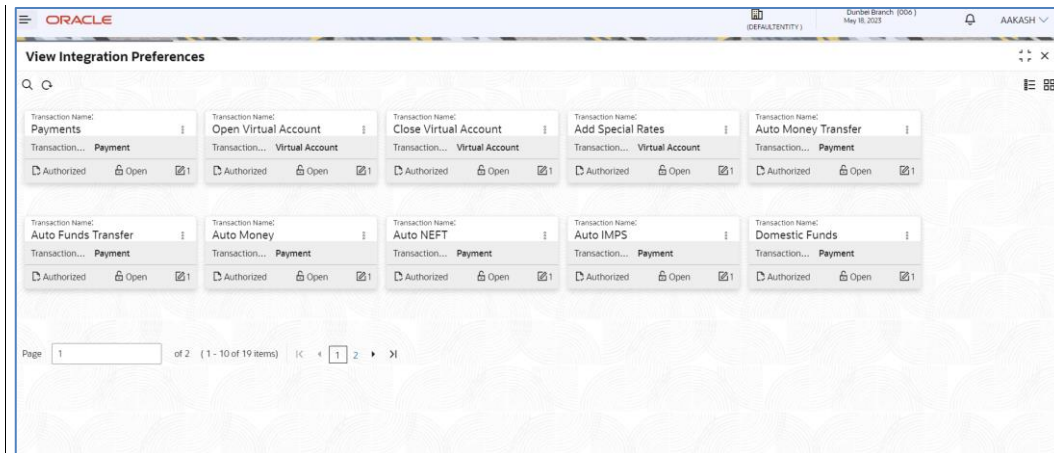 ORACLE
(DEFAULTENTITY )
Dunbei Branch (006 )
May 18, 2023
AAKASH
View Integration Preferences
Transaction Name: Transaction Name: Transaction Name: Transaction Name: Transaction Name:
Payments Open Virtual Account Close Virtual Account Add Special Rates Auto Money Transfer
Transaction... Payment Transaction... Virtual Account Transaction... Virtual Account Transaction... Virtual Account Transaction... Payment
Authorized Open 1 Authorized Open 1 Authorized Open 1 Authorized Open 1 Authorized Open 1
Transaction Name: Transaction Name: Transaction Name: Transaction Name: Transaction Name:
Auto Funds Transfer Auto Money Auto NEFT Auto IMPS Domestic Funds
Transaction... Payment Transaction... Payment Transaction... Payment Transaction... Payment Transaction... Payment
Authorized Open 1 Authorized Open 1 Authorized Open 1 Authorized Open 1 Authorized Open 1
Page 1 of 2 (1 - 10 of 19 items) 1 2